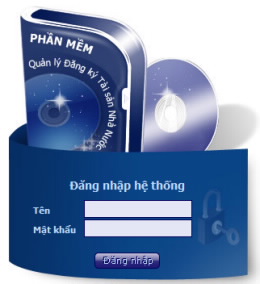 PHẦN MỀM
Quản lý Đăng ký Tài sản Nhà Nước
Đăng nhập hệ thống
Tên
Mật khẩu
Đăng nhập